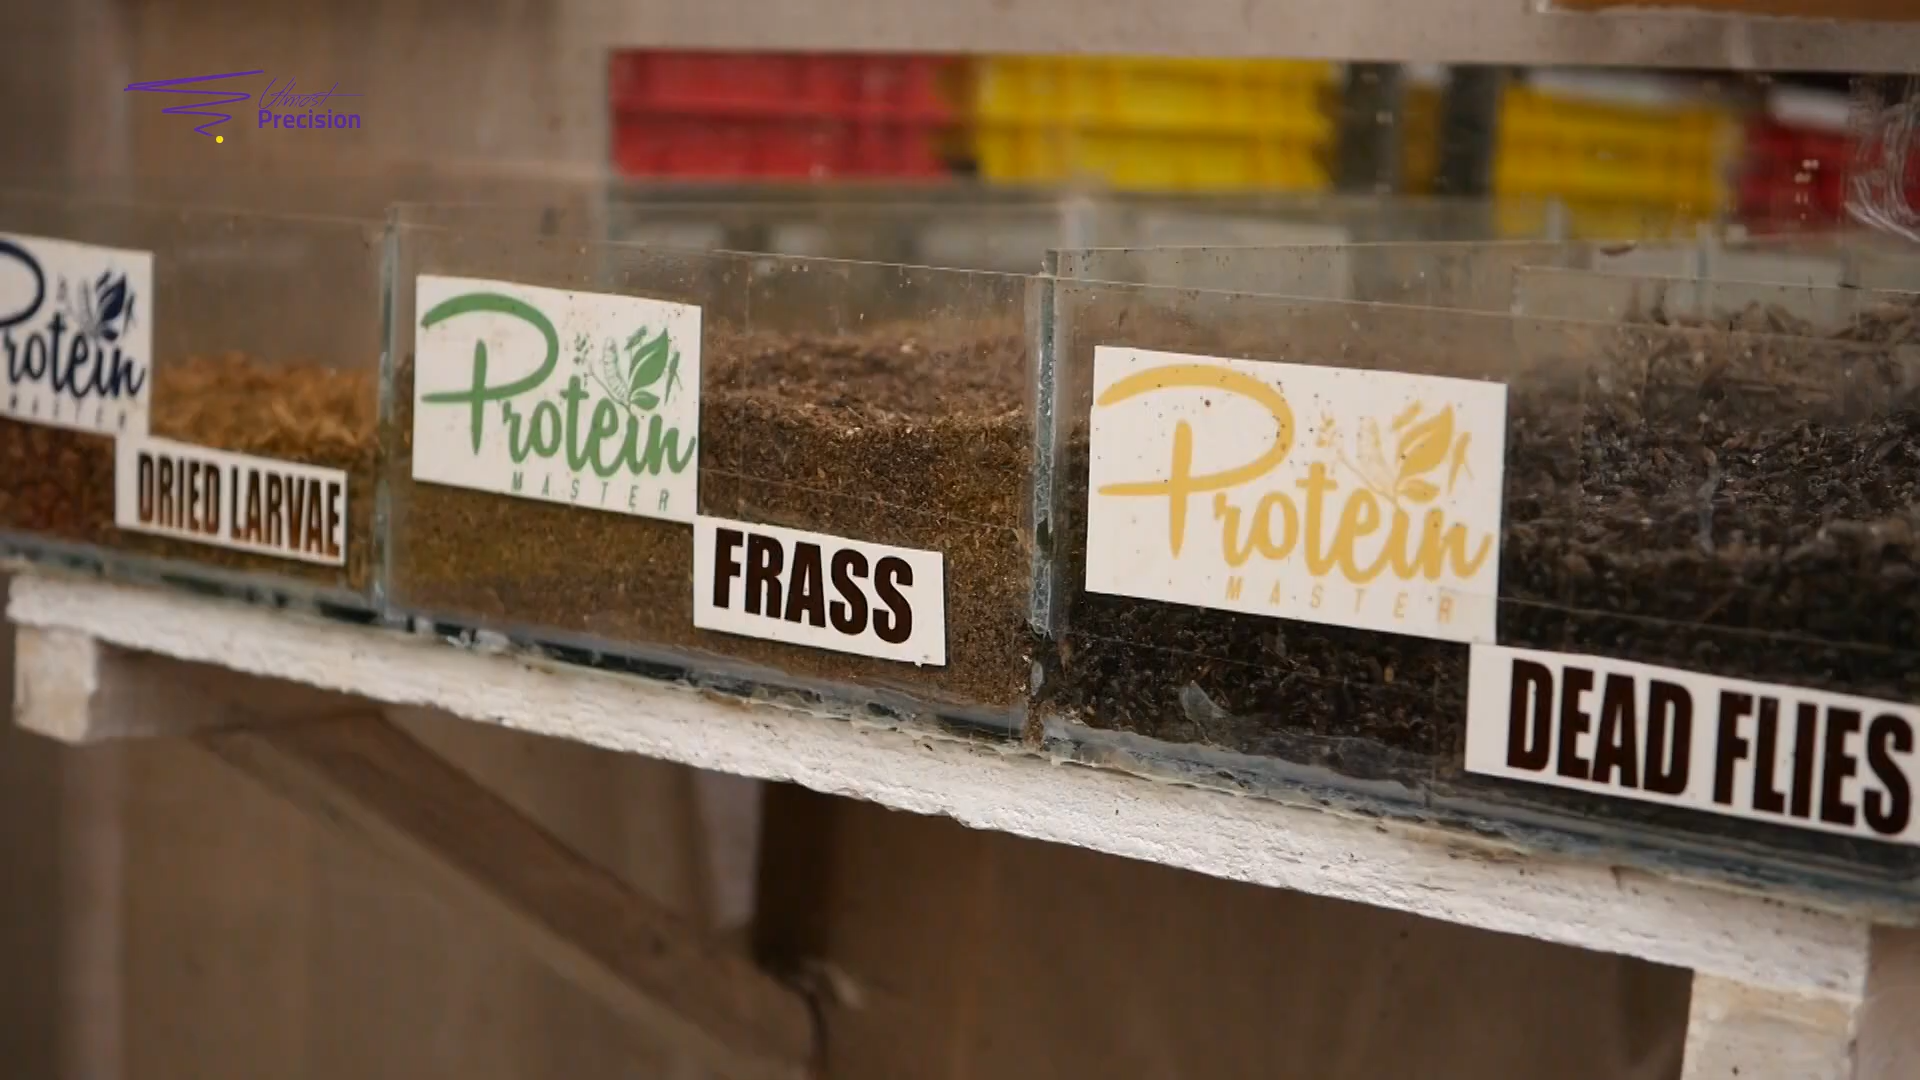 Utmost
Precision
Protein
MASTER
DRIED LARVAE
Protein
MASTER
FRASS
Protein
MASTER
DEAD FLIES